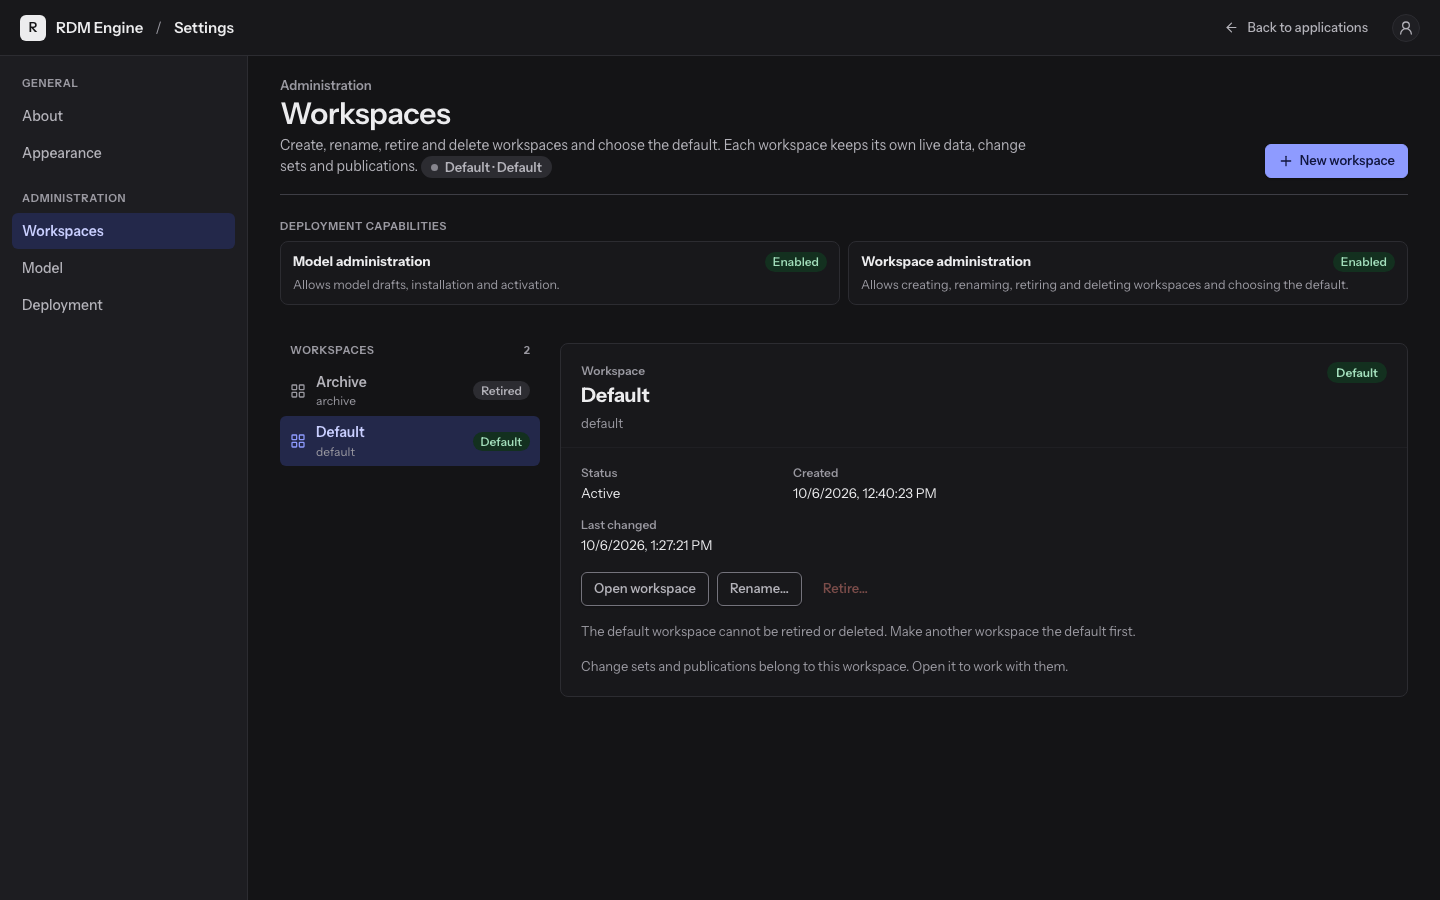 R RDM Engine / Settings
Back to applications
GENERAL
About
Appearance
ADMINISTRATION
Workspaces
Model
Deployment
Administration
Workspaces
Create, rename, retire and delete workspaces and choose the default. Each workspace keeps its own live data, change
sets and publications. Default · Default
New workspace
DEPLOYMENT CAPABILITIES
Model administration Enabled
Allows model drafts, installation and activation.
Workspace administration Enabled
Allows creating, renaming, retiring and deleting workspaces and choosing the default.
WORKSPACES 2
Archive Retired
archive
Default Default
default
Workspace Default
Default
default
Status Created
Active 10/6/2026, 12:40:23 PM
Last changed
10/6/2026, 1:27:21 PM
Open workspace Rename... Retire...
The default workspace cannot be retired or deleted. Make another workspace the default first.
Change sets and publications belong to this workspace. Open it to work with them.